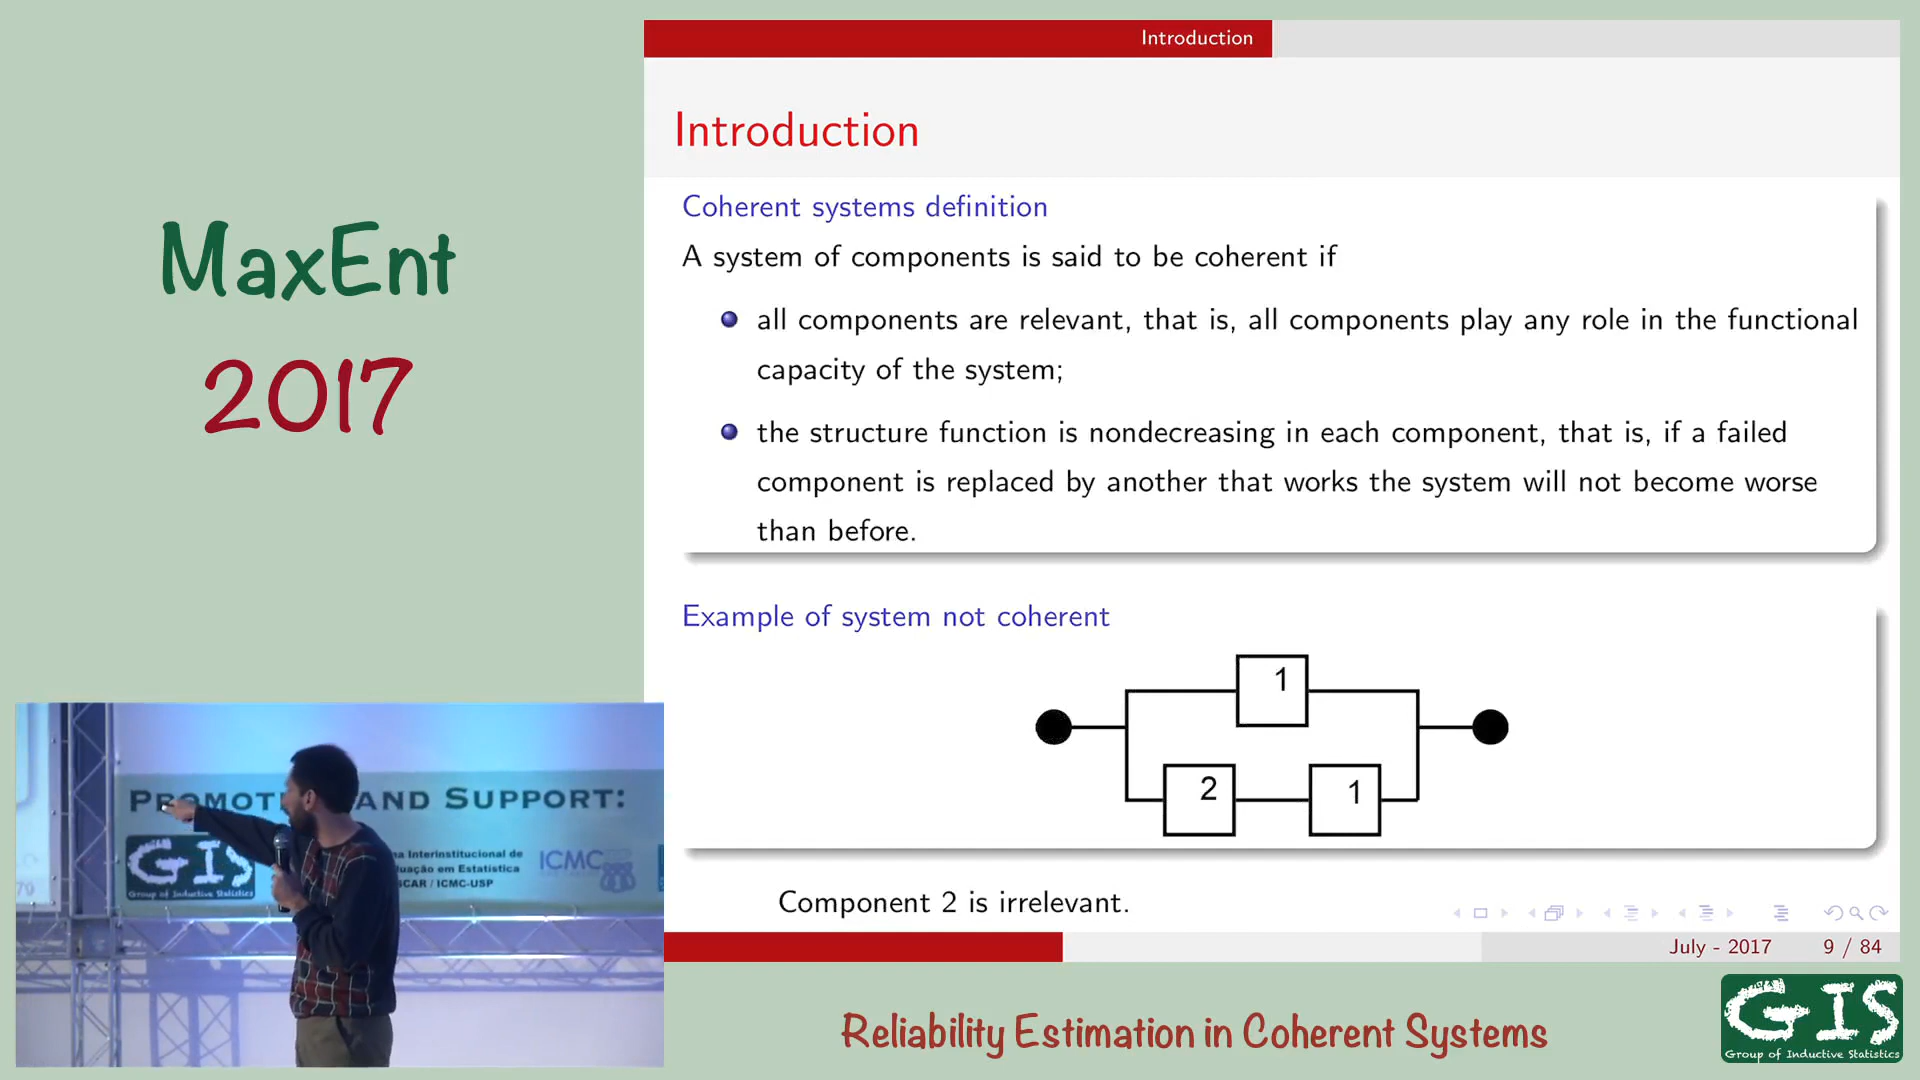 MaxEnt
2017
Introduction
Introduction
Coherent systems definition
A system of components is said to be coherent if
all components are relevant, that is, all components play any role in the functional
capacity of the system;
the structure function is nondecreasing in each component, that is, if a failed
component is replaced by another that works the system will not become worse
than before.
Example of system not coherent
1
2
1
Component 2 is irrelevant.
July - 2017 9 / 84
AND SUPPORT:
GIS
Group of Inductive Statistics
Interinstitucional de
em Estatística
ICMC-USP
ICMC
Reliability Estimation in Coherent Systems
GIS
Group of Inductive Statistics